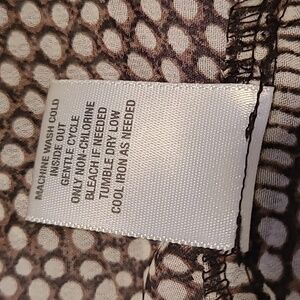 MACHINE WASH COLD
INSIDE OUT
GENTLE CYCLE
ONLY NON-CHLORINE
BLEACH IF NEEDED
TUMBLE DRY LOW
COOL IRON AS NEEDED